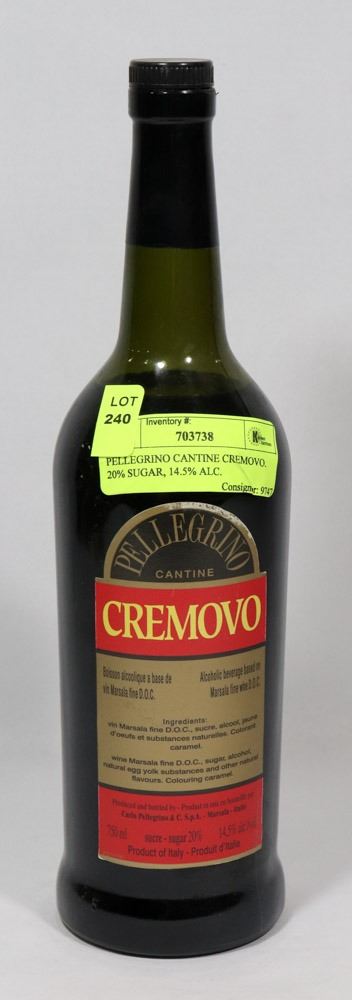 LOT
240
Inventory #:
703738
PELLEGRINO CANTINE CREMOVO.
20% SUGAR, 14.5% ALC.
Consigner: 9747
PELLEGRINO
CANTINE
CREMOVO
Boisson alcoolique a base de
vin Marsala fine D.O.C.
Alcoholic beverage based on
Marsala fine wine D.O.C.
Ingredients:
vin Marsala fine D.O.C., sucre, alcool, jaune
d'oeufs et substances naturelles. Colorant
caramel.
wine Marsala fine D.O.C., sugar, alcohol,
natural egg yolk substances and other natural
flavours. Colouring caramel.
Produced and bottled by - Produit et mis en bouteille par
Carlo Pellegrino & C. S.p.A. - Marsala - Italia
750 ml sucre - sugar 20% 14,5% alc./vol.
Product of Italy - Produit d'Italie